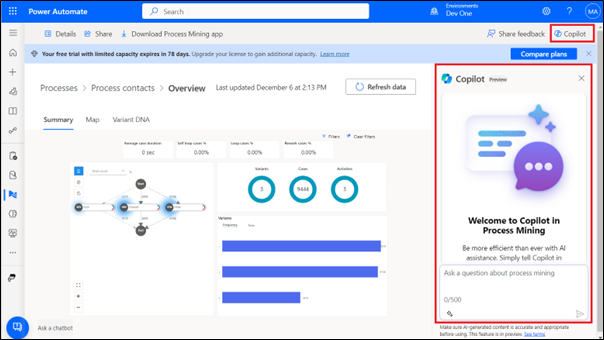 Power Automate
Search
Environments
Dev One
MA
Details
Share
Download Process Mining app
Share feedback
Copilot
Your free trial with limited capacity expires in 78 days. Upgrade your license to gain additional capacity. Learn more
Compare plans
Processes > Process contacts > Overview
Last updated December 6 at 2:13 PM
Refresh data
Summary
Map
Variant DNA
Filters
Clear Filters
Average case duration
0 sec
Self loop cases %
0.00%
Loop cases %
0.00%
Rework cases %
0.00%
Variants
3
Cases
9444
Activities
3
Start
End
Variants
Frequency
Copilot
Preview
Welcome to Copilot in
Process Mining
Be more efficient than ever with AI
assistance. Simply tell Copilot in
Ask a question about process mining
0/500
Make sure AI-generated content is accurate and appropriate
before using. This feature is in preview. See terms
Ask a chatbot